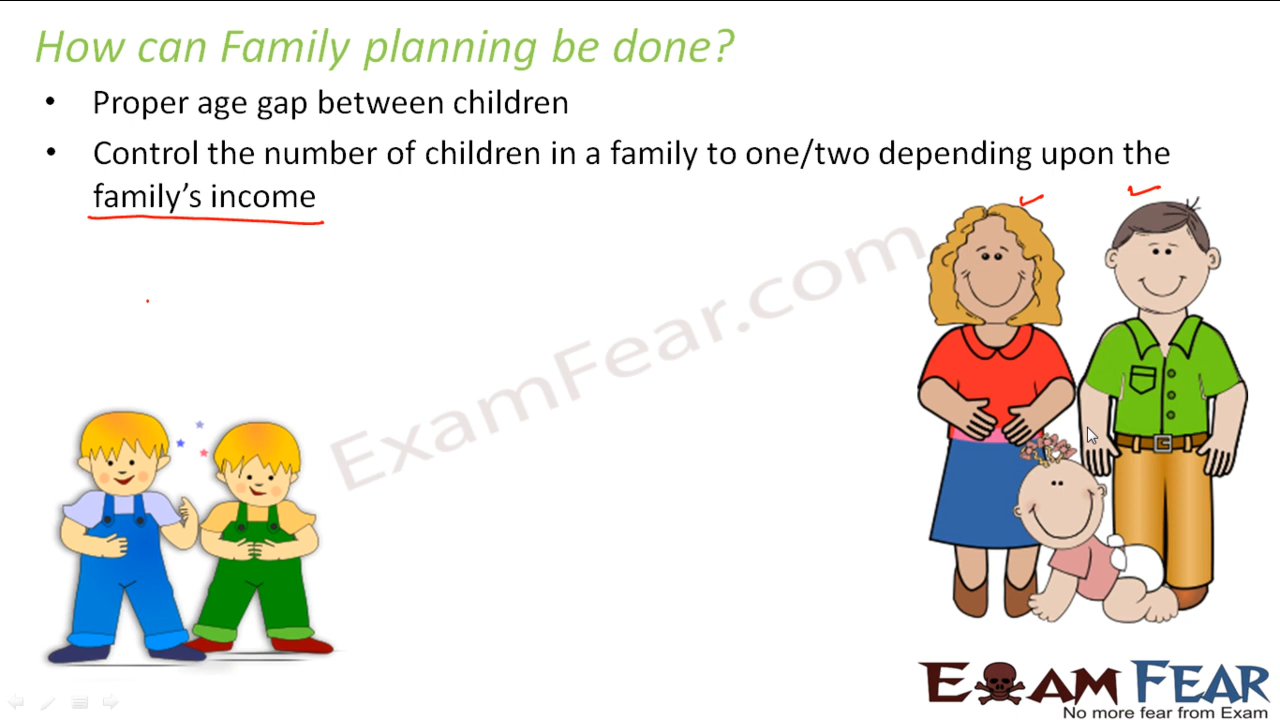 How can Family planning be done?
• Proper age gap between children
• Control the number of children in a family to one/two depending upon the
family's income
ExamFear.com
EXAM FEAR
No more fear from Exam